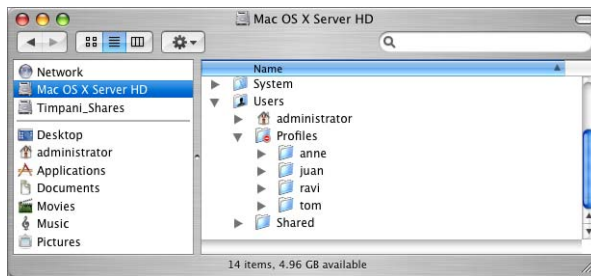 Mac OS X Server HD
Network
Mac OS X Server HD
Timpani_Shares
Desktop
administrator
Applications
Documents
Movies
Music
Pictures
Name
System
Users
administrator
Profiles
anne
juan
ravi
tom
Shared
14 items, 4.96 GB available